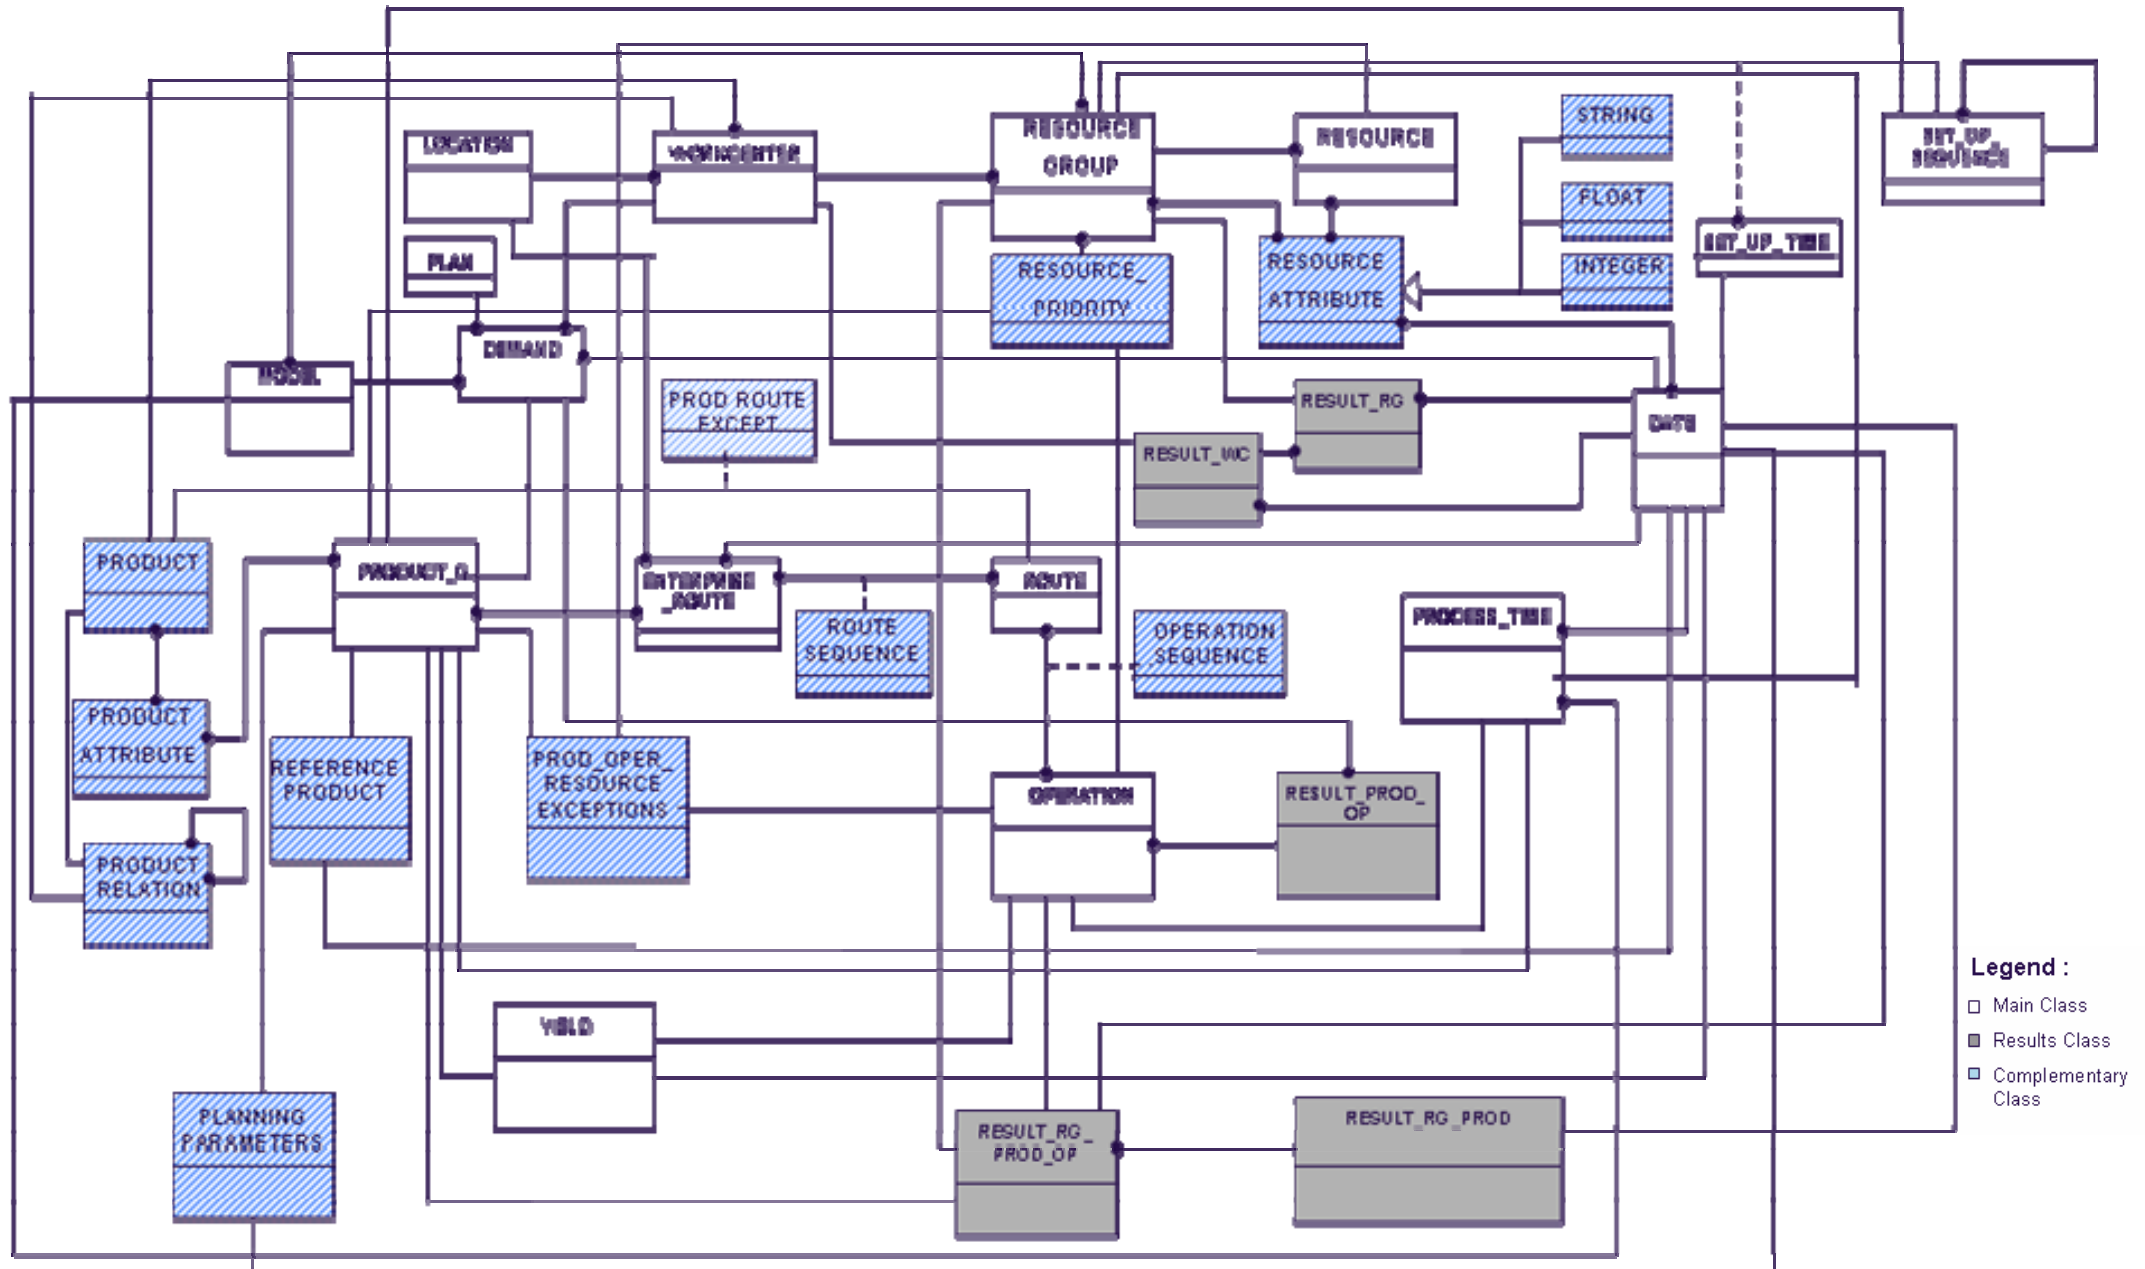 STRING
LOCATION
WORKCENTER
RESOURCE
GROUP
RESOURCE
SET_UP_
SEQUENCE
FLOAT
SET_UP_TIME
PLAN
RESOURCE_
PRIORITY
RESOURCE
ATTRIBUTE
INTEGER
DEMAND
MODEL
PROD ROUTE
EXCEPT
RESULT_RG
DATE
RESULT_WC
PRODUCT
PRODUCT_G
ENTERPRISE
_ROUTE
ROUTE
PROCESS_TIME
ROUTE
SEQUENCE
OPERATION
SEQUENCE
PRODUCT
ATTRIBUTE
REFERENCE
PRODUCT
PROD_OPER_
RESOURCE
EXCEPTIONS
OPERATION
RESULT_PROD_
OP
PRODUCT
RELATION
Legend :
Main Class
Results Class
Complementary
Class
YIELD
PLANNING
PARAMETERS
RESULT_RG_
PROD_OP
RESULT_RG_PROD